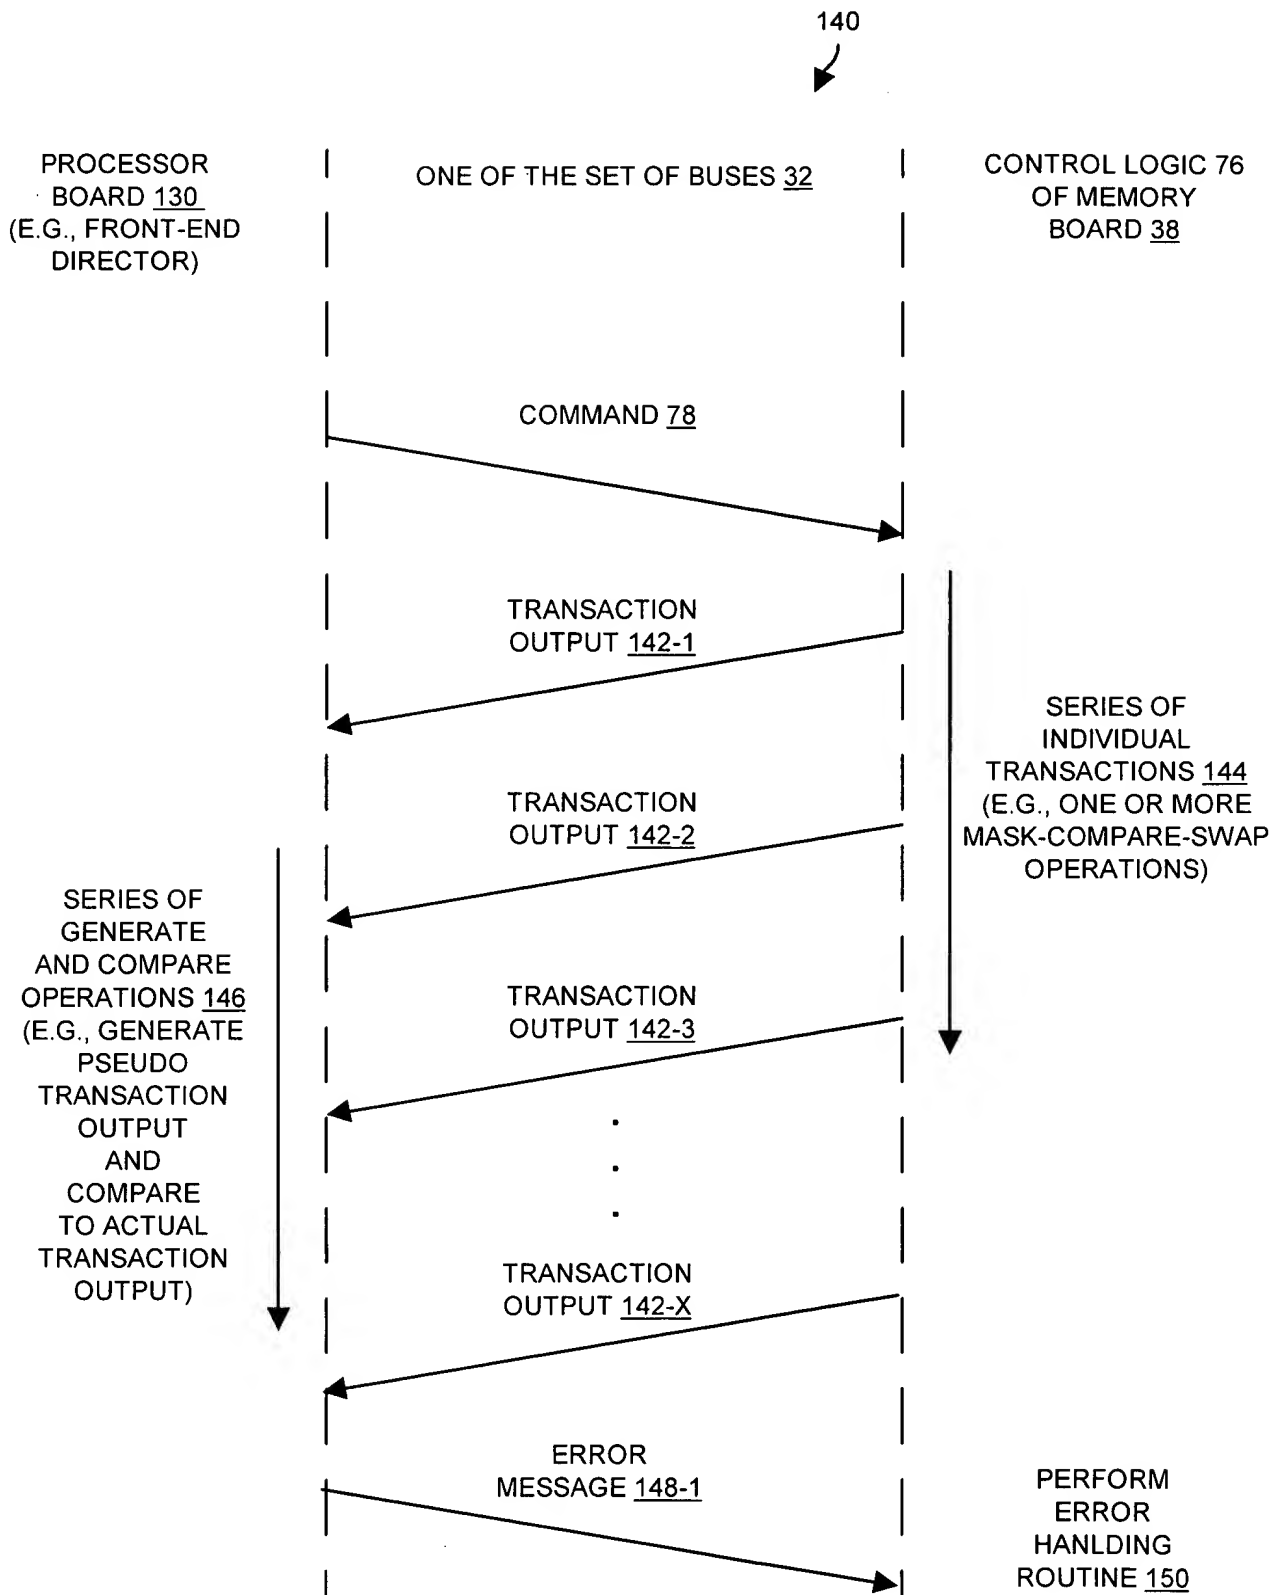 140
PROCESSOR
BOARD 130
(E.G., FRONT-END
DIRECTOR)
ONE OF THE SET OF BUSES 32
CONTROL LOGIC 76
OF MEMORY
BOARD 38
COMMAND 78
TRANSACTION
OUTPUT 142-1
SERIES OF
INDIVIDUAL
TRANSACTIONS 144
(E.G., ONE OR MORE
MASK-COMPARE-SWAP
OPERATIONS)
TRANSACTION
OUTPUT 142-2
SERIES OF
GENERATE
AND COMPARE
OPERATIONS 146
(E.G., GENERATE
PSEUDO
TRANSACTION
OUTPUT
AND
COMPARE
TO ACTUAL
TRANSACTION
OUTPUT)
TRANSACTION
OUTPUT 142-3
TRANSACTION
OUTPUT 142-X
ERROR
MESSAGE 148-1
PERFORM
ERROR
HANLDING
ROUTINE 150